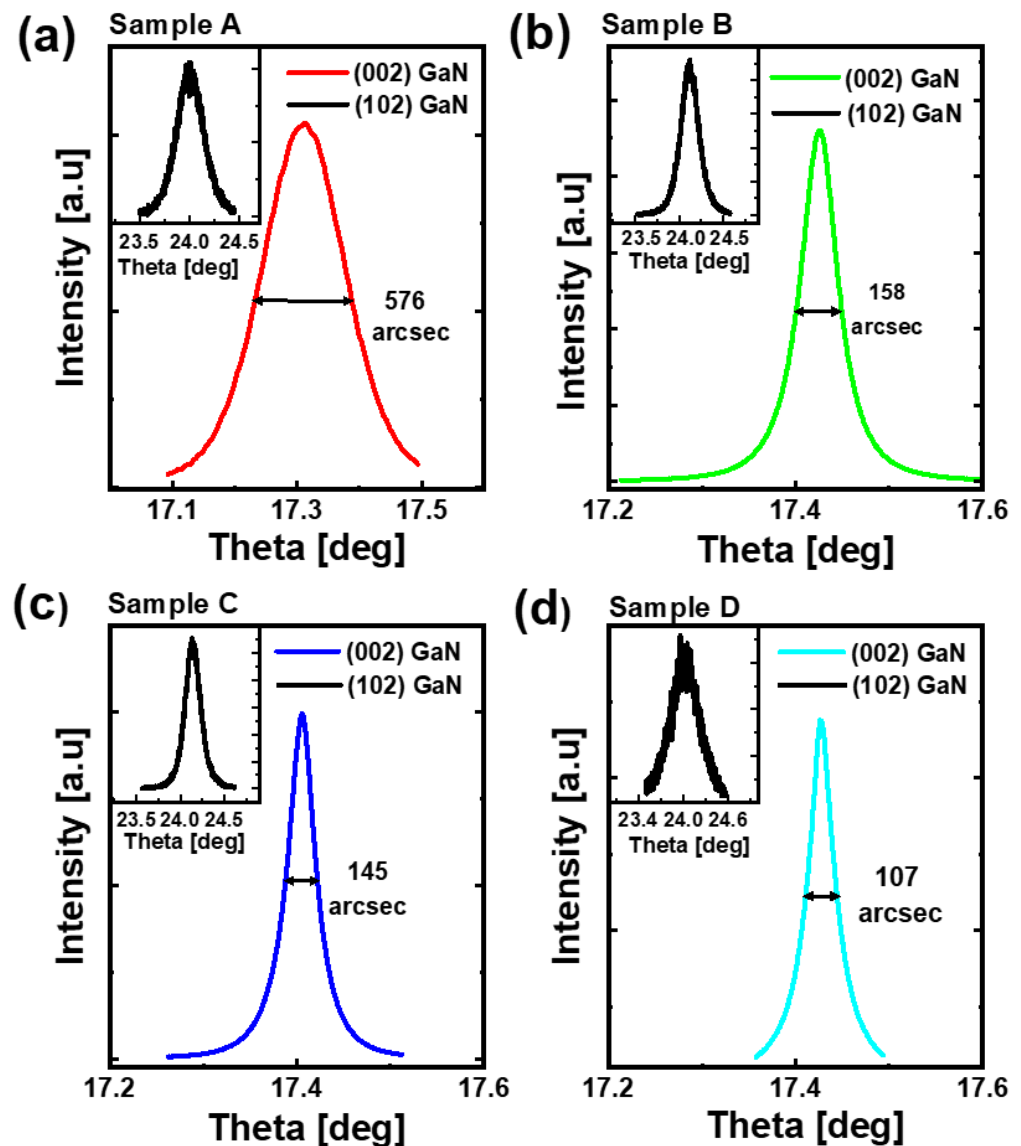 (a)
Sample A
(002) GaN
(102) GaN
23.5 24.0 24.5
Theta [deg]
576
arcsec
Intensity [a.u]
17.1 17.3 17.5
Theta [deg]
(b)
Sample B
(002) GaN
(102) GaN
23.5 24.1 24.5
Theta [deg]
158
arcsec
Intensity [a.u]
17.2 17.4 17.6
Theta [deg]
(c)
Sample C
(002) GaN
(102) GaN
23.5 24.1 24.5
Theta [deg]
145
arcsec
Intensity [a.u]
17.2 17.4 17.6
Theta [deg]
(d)
Sample D
(002) GaN
(102) GaN
23.4 24.0 24.6
Theta [deg]
107
arcsec
Intensity [a.u]
17.2 17.4 17.6
Theta [deg]